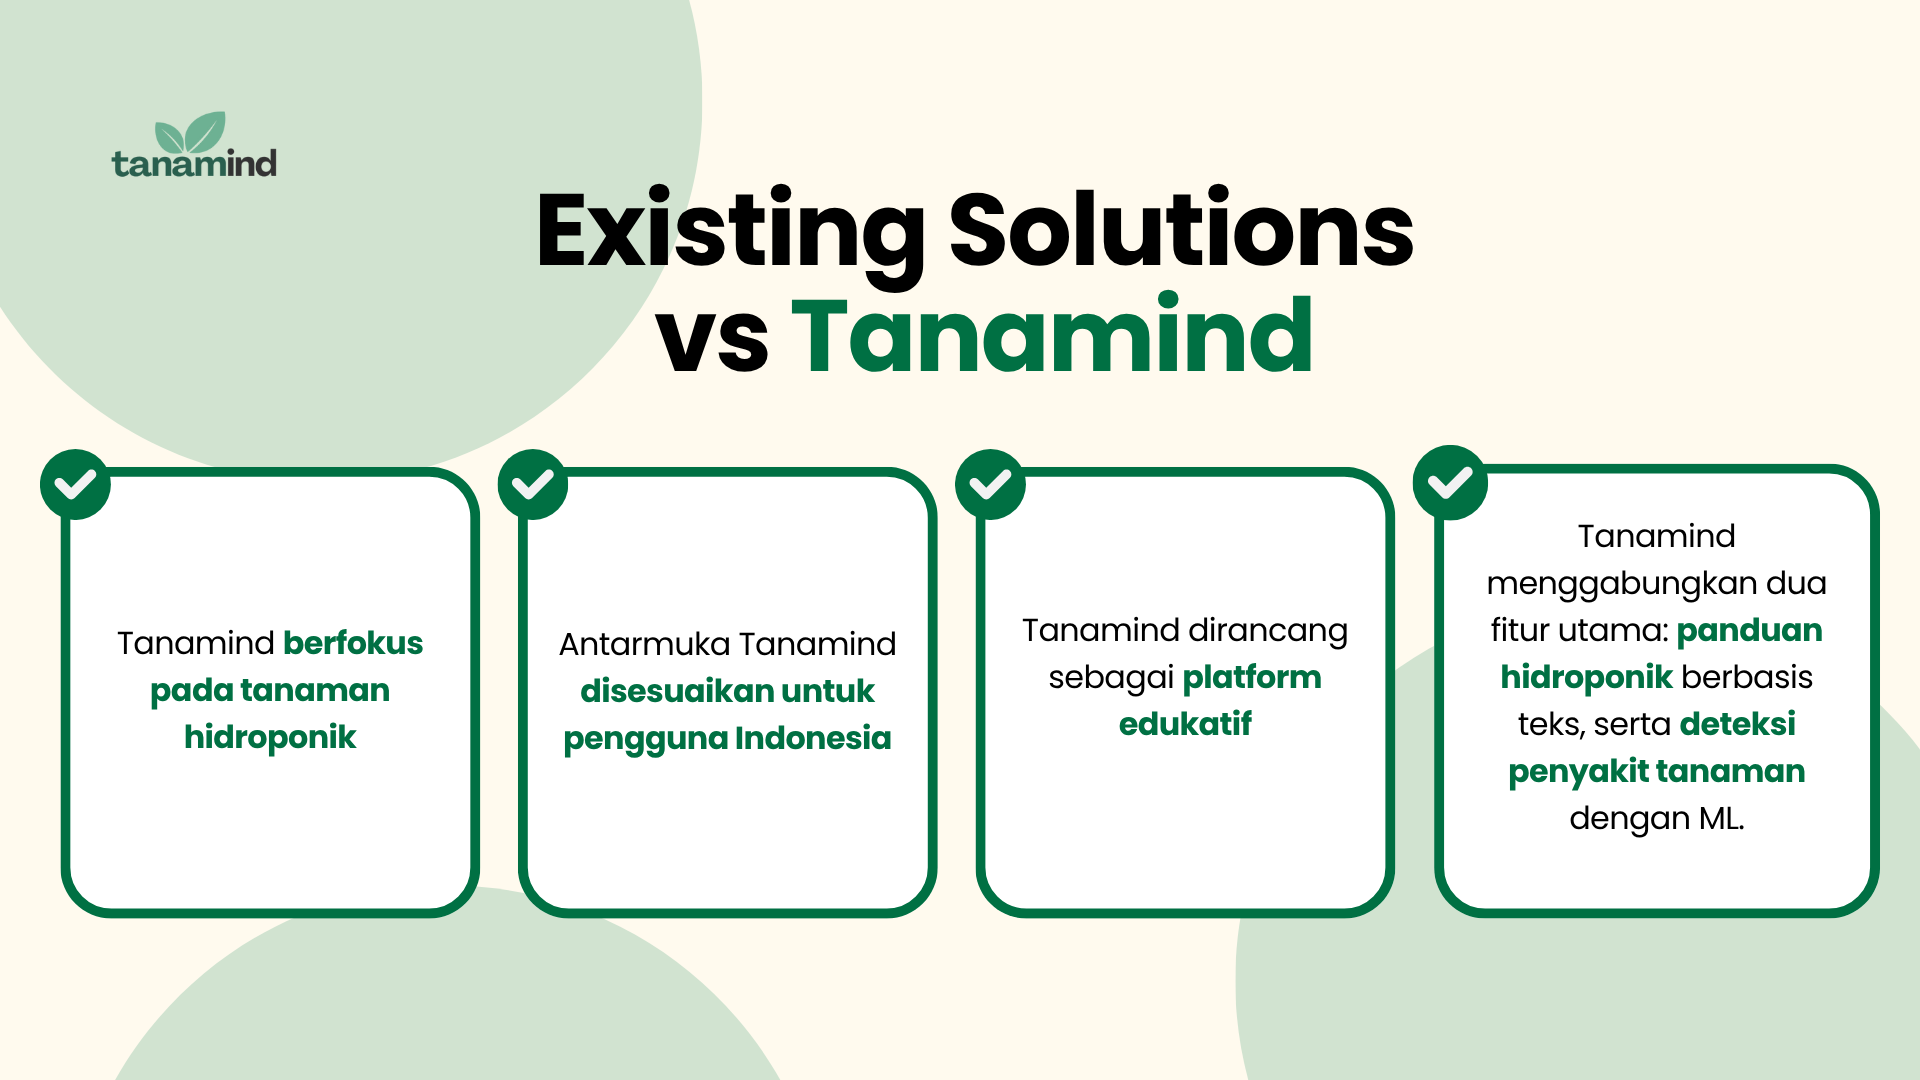 tanamind
Existing Solutions
vs Tanamind
Tanamind berfokus
pada tanaman
hidroponik
Antarmuka Tanamind
disesuaikan untuk
pengguna Indonesia
Tanamind dirancang
sebagai platform
edukatif
Tanamind
menggabungkan dua
fitur utama: panduan
hidroponik berbasis
teks, serta deteksi
penyakit tanaman
dengan ML.